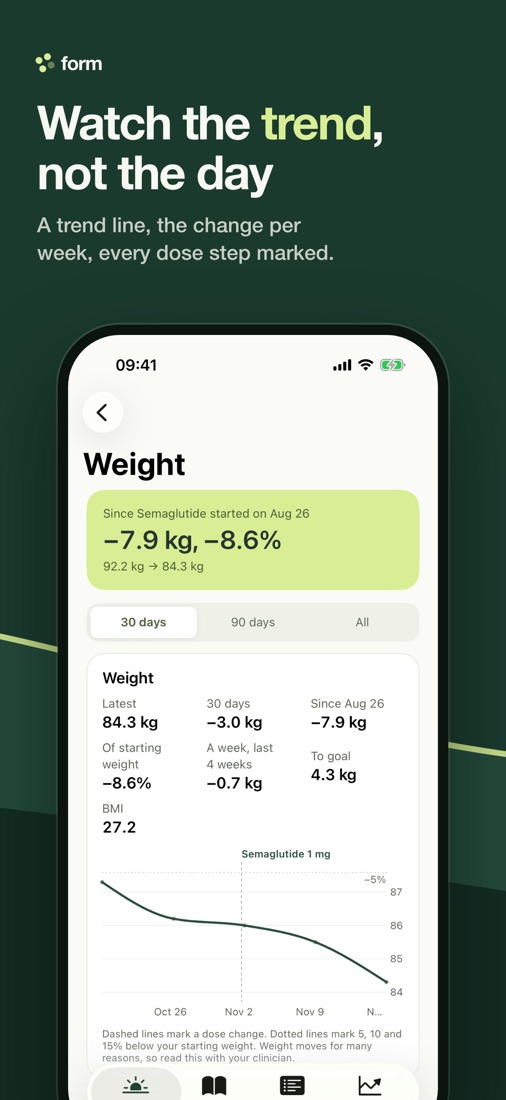 form
Watch the trend,
not the day
A trend line, the change per
week, every dose step marked.
09:41
Weight
Since Semaglutide started on Aug 26
−7.9 kg, −8.6%
92.2 kg → 84.3 kg
30 days
90 days
All
Weight
Latest
84.3 kg
30 days
−3.0 kg
Since Aug 26
−7.9 kg
Of starting
weight
−8.6%
A week, last
4 weeks
−0.7 kg
To goal
4.3 kg
BMI
27.2
Semaglutide 1 mg
−5%
87
86
85
84
Oct 26
Nov 2
Nov 9
N...
Dashed lines mark a dose change. Dotted lines mark 5, 10 and
15% below your starting weight. Weight moves for many
reasons, so read this with your clinician.